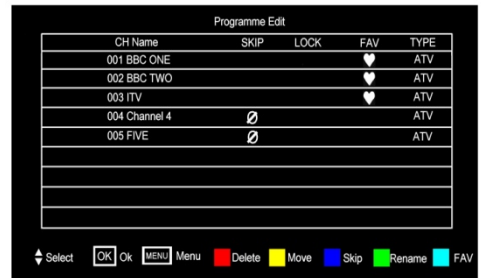 Programme Edit
CH Name SKIP LOCK FAV TYPE
001 BBC ONE ATV
002 BBC TWO ATV
003 ITV ATV
004 Channel 4 ATV
005 FIVE ATV
Select OK Ok MENU Menu Delete Move Skip Rename FAV